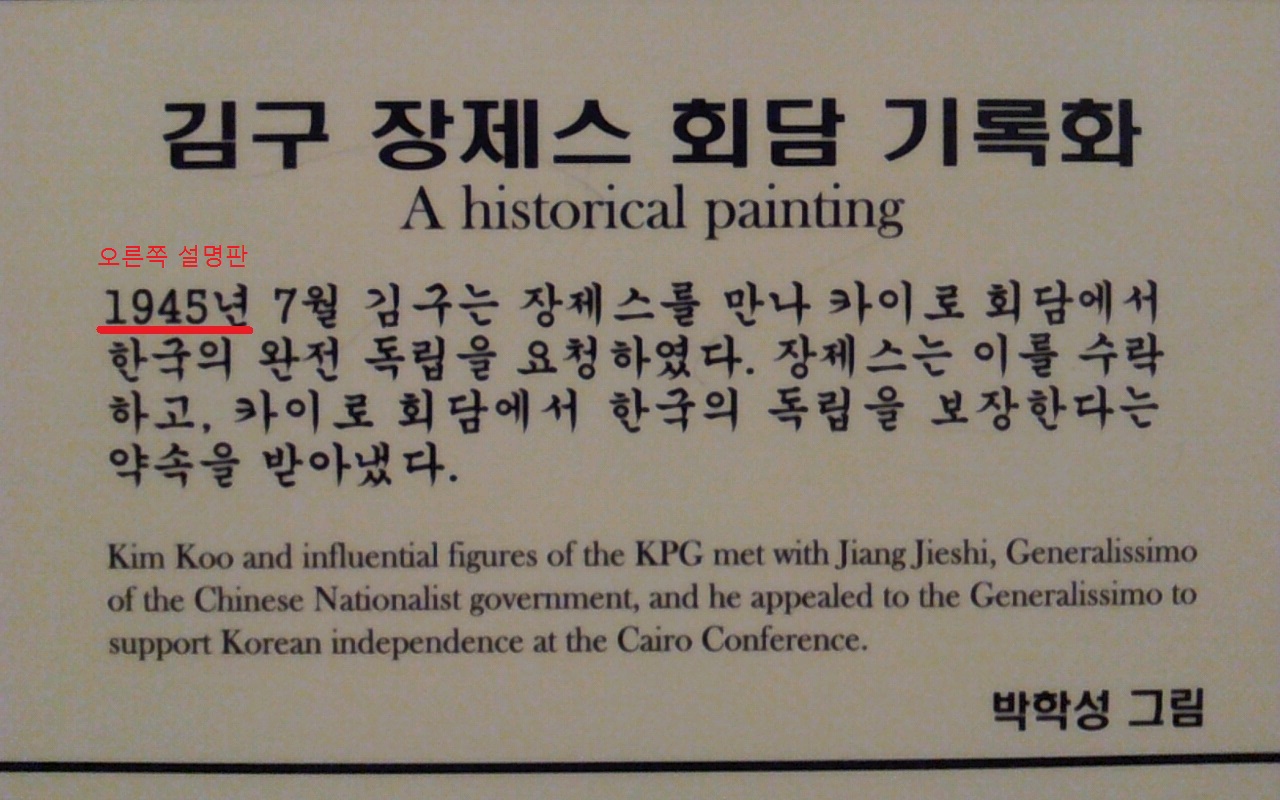 김구 장제스 회담 기록화
A historical painting
오른쪽 설명판
1945년 7월 김구는 장제스를 만나 카이로 회담에서
한국의 완전 독립을 요청하였다. 장제스는 이를 수락
하고, 카이로 회담에서 한국의 독립을 보장한다는
약속을 받아냈다.
Kim Koo and influential figures of the KPG met with Jiang Jieshi, Generalissimo
of the Chinese Nationalist government, and he appealed to the Generalissimo to
support Korean independence at the Cairo Conference.
박학성 그림